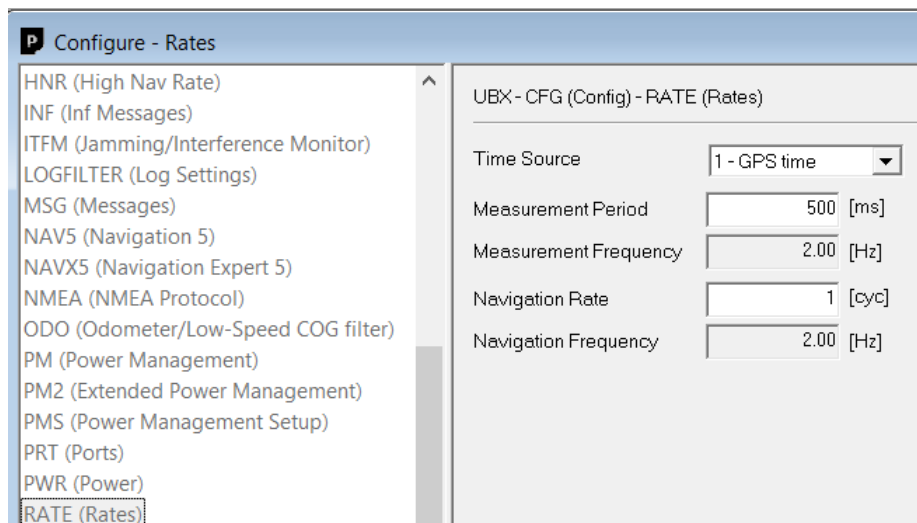 P Configure - Rates
HNR (High Nav Rate)
INF (Inf Messages)
ITFM (Jamming/Interference Monitor)
LOGFILTER (Log Settings)
MSG (Messages)
NAV5 (Navigation 5)
NAVX5 (Navigation Expert 5)
NMEA (NMEA Protocol)
ODO (Odometer/Low-Speed COG filter)
PM (Power Management)
PM2 (Extended Power Management)
PMS (Power Management Setup)
PRT (Ports)
PWR (Power)
RATE (Rates)
UBX - CFG (Config) - RATE (Rates)
Time Source 1 - GPS time
Measurement Period 500 [ms]
Measurement Frequency 2.00 [Hz]
Navigation Rate 1 [cyc]
Navigation Frequency 2.00 [Hz]